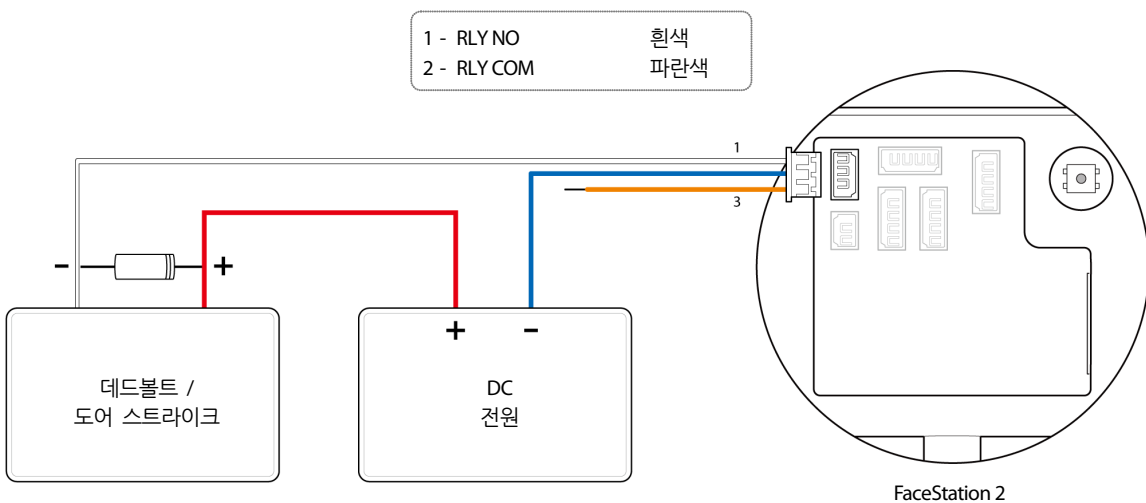 1 - RLY NO 흰색
2 - RLY COM 파란색
1
3
- +
+ -
데드볼트 /
도어 스트라이크
DC
전원
FaceStation 2